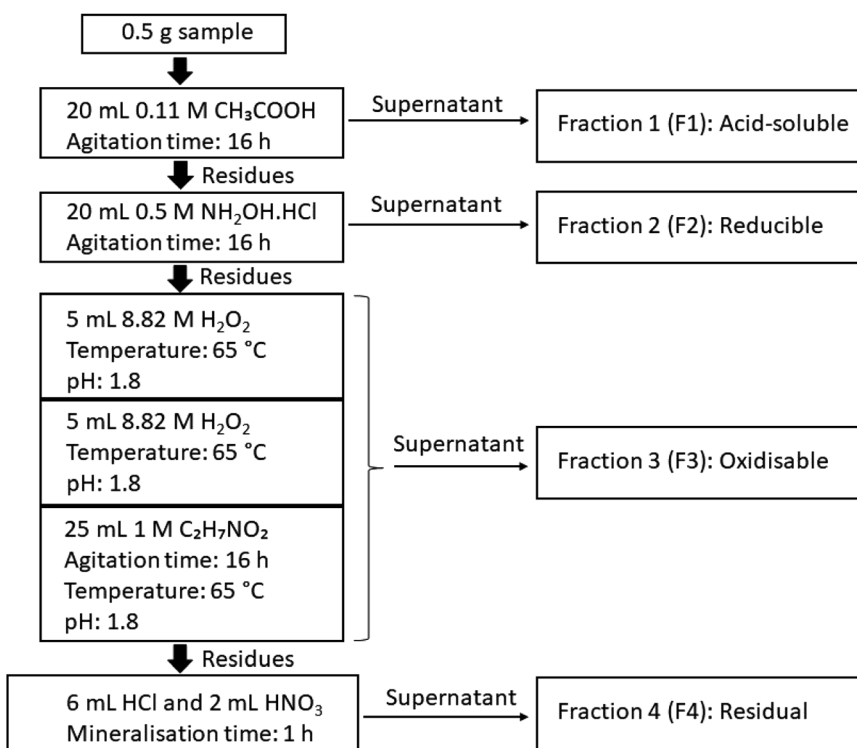 0.5 g sample
20 mL 0.11 M CH₃COOH
Agitation time: 16 h
Supernatant
Fraction 1 (F1): Acid-soluble
Residues
20 mL 0.5 M NH₂OH.HCl
Agitation time: 16 h
Supernatant
Fraction 2 (F2): Reducible
Residues
5 mL 8.82 M H₂O₂
Temperature: 65 °C
pH: 1.8
5 mL 8.82 M H₂O₂
Temperature: 65 °C
pH: 1.8
25 mL 1 M C₂H₇NO₂
Agitation time: 16 h
Temperature: 65 °C
pH: 1.8
Supernatant
Fraction 3 (F3): Oxidisable
Residues
6 mL HCl and 2 mL HNO₃
Mineralisation time: 1 h
Supernatant
Fraction 4 (F4): Residual